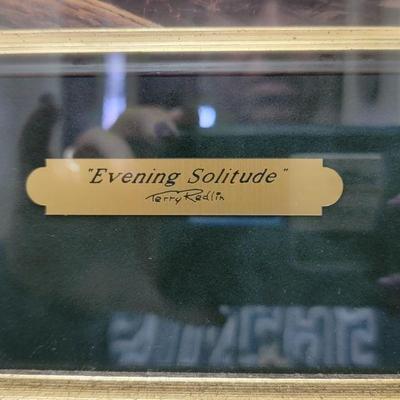 "Evening Solitude"
Terry Redlin